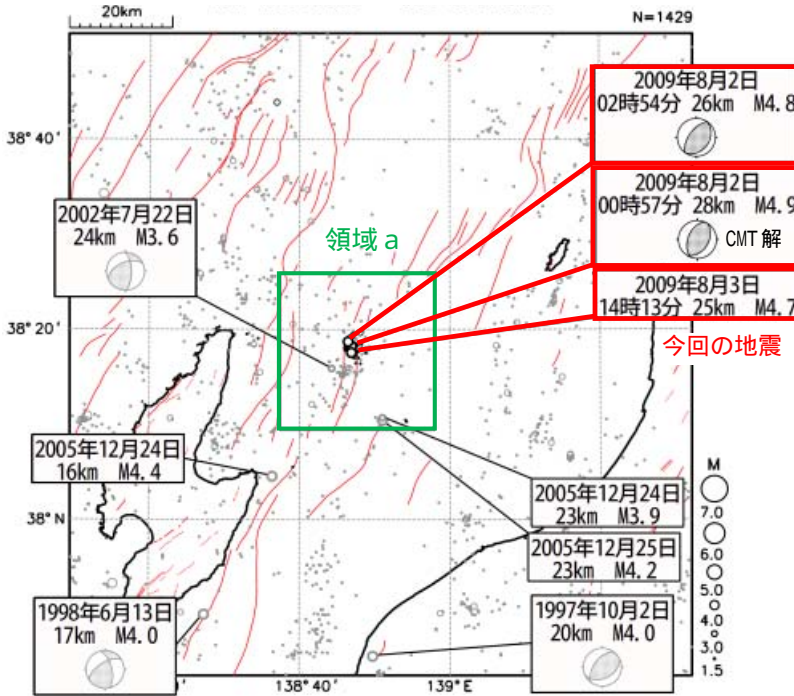 20km
N=1429
2009年8月2日
02時54分 26km M4.8
38°40'
2009年8月2日
00時57分 28km M4.9
CMT解
2002年7月22日
24km M3.6
領域a
2009年8月3日
14時13分 25km M4.7
38°20'
今回の地震
2005年12月24日
16km M4.4
2005年12月24日
23km M3.9
38°N
2005年12月25日
23km M4.2
1998年6月13日
17km M4.0
1997年10月2日
20km M4.0
M
7.0
6.0
5.0
4.0
3.0
1.5
138°40'
139°E